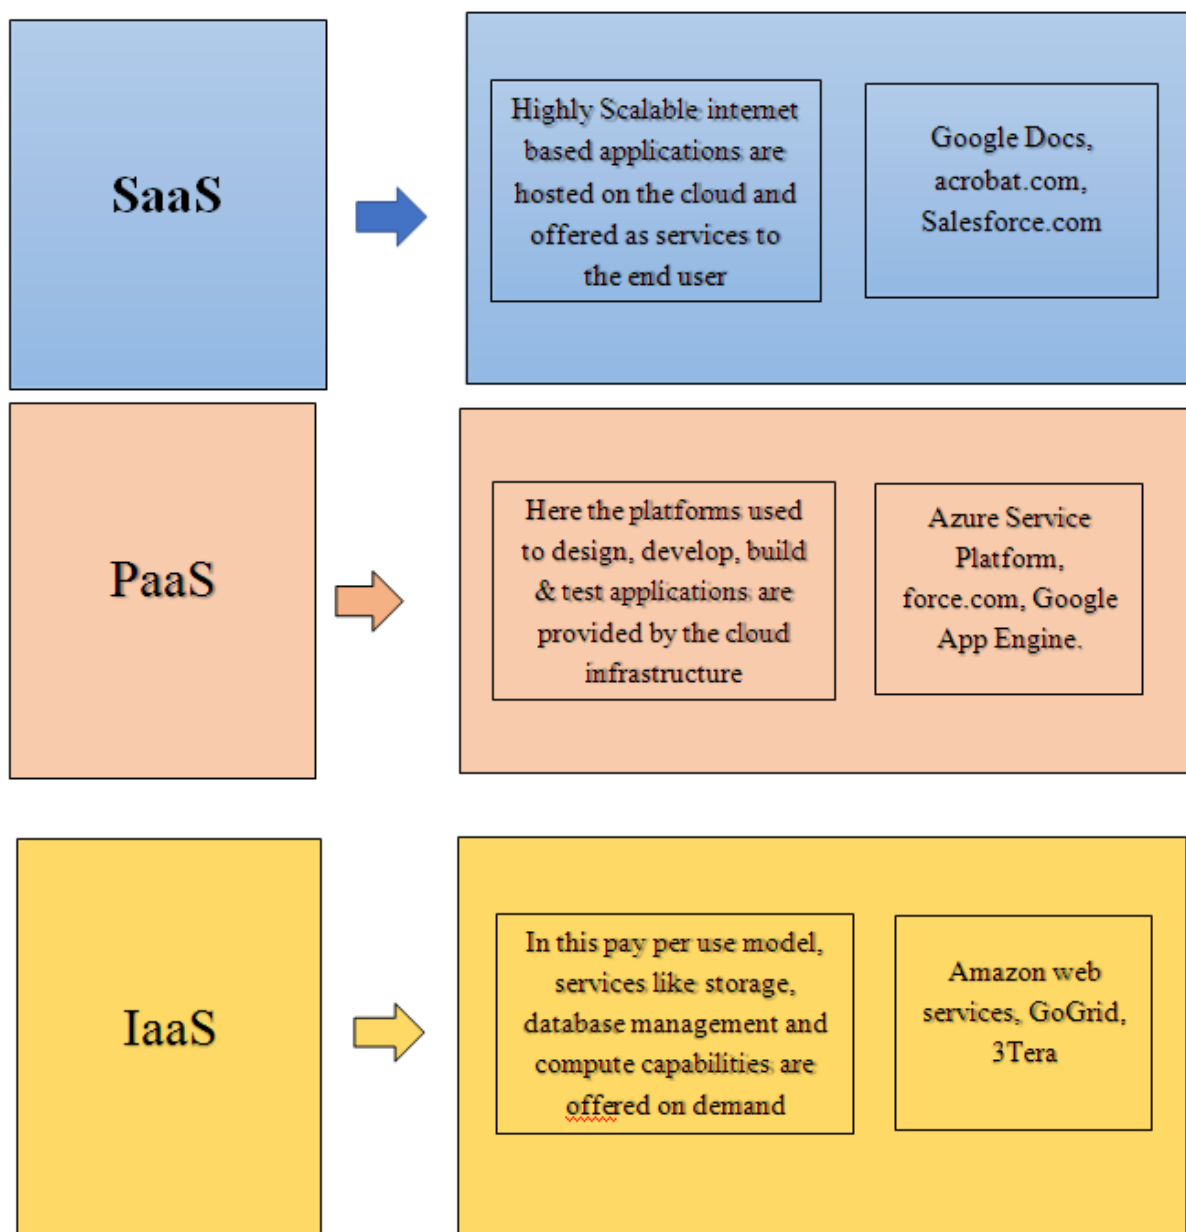 SaaS
Highly Scalable internet
based applications are
hosted on the cloud and
offered as services to
the end user
Google Docs,
acrobat.com,
Salesforce.com
PaaS
Here the platforms used
to design, develop, build
& test applications are
provided by the cloud
infrastructure
Azure Service
Platform,
force.com, Google
App Engine.
IaaS
In this pay per use model,
services like storage,
database management and
compute capabilities are
offered on demand
Amazon web
services, GoGrid,
3Tera